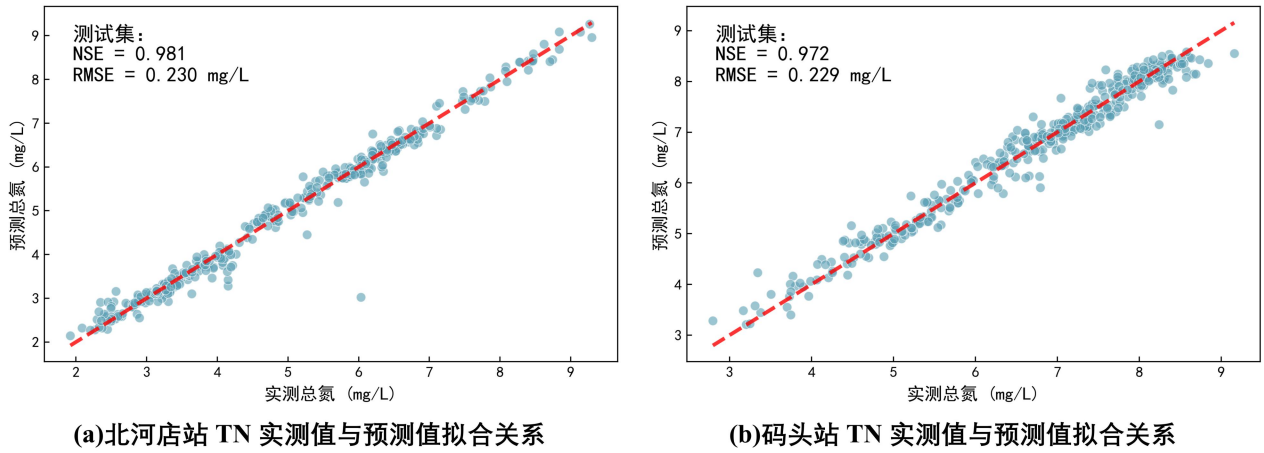 测试集:
NSE = 0.981
RMSE = 0.230 mg/L
预测总氮 (mg/L)
9
8
7
6
5
4
3
2
2 3 4 5 6 7 8 9
实测总氮 (mg/L)
(a)北河店站 TN 实测值与预测值拟合关系
测试集:
NSE = 0.972
RMSE = 0.229 mg/L
预测总氮 (mg/L)
9
8
7
6
5
4
3
3 4 5 6 7 8 9
实测总氮 (mg/L)
(b)码头站 TN 实测值与预测值拟合关系